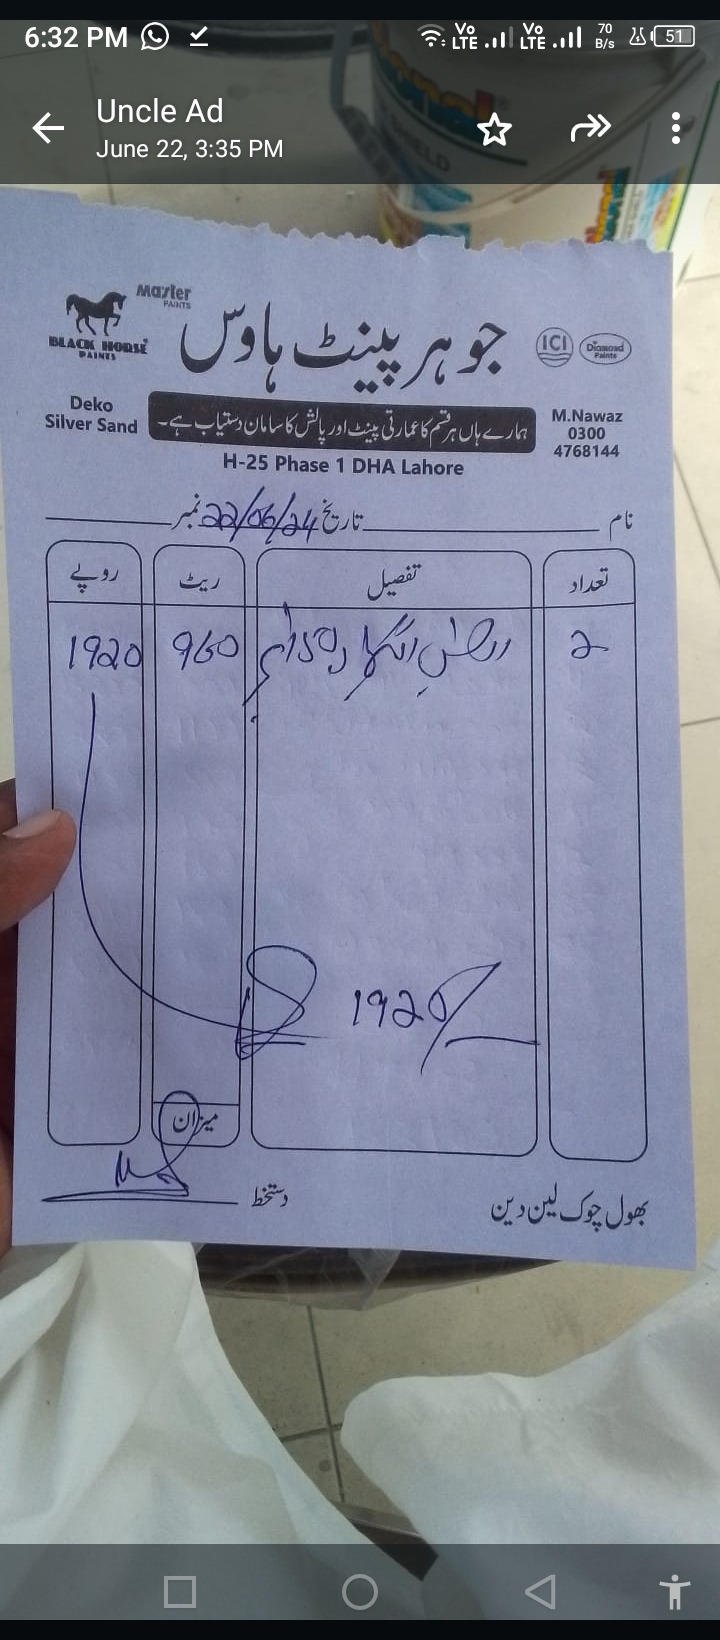 6:32 PM
Vo LTE Vo LTE 70 B/s 51
Uncle Ad
June 22, 3:35 PM
Master PAINTS
BLACK HORSE PAINTS
جوہر پینٹ ہاوس
ICI
Diamond Paints
Deko
Silver Sand
ہمارے ہاں ہر قسم کا عمارتی پینٹ اور پالش کا سامان دستیاب ہے۔
M.Nawaz
0300
4768144
H-25 Phase 1 DHA Lahore
نام تاریخ 22/06/24 نمبر
تعداد تفصیل ریٹ روپے
2 960 1920
1920/
میزان
دستخط
بھول چوک لین دین